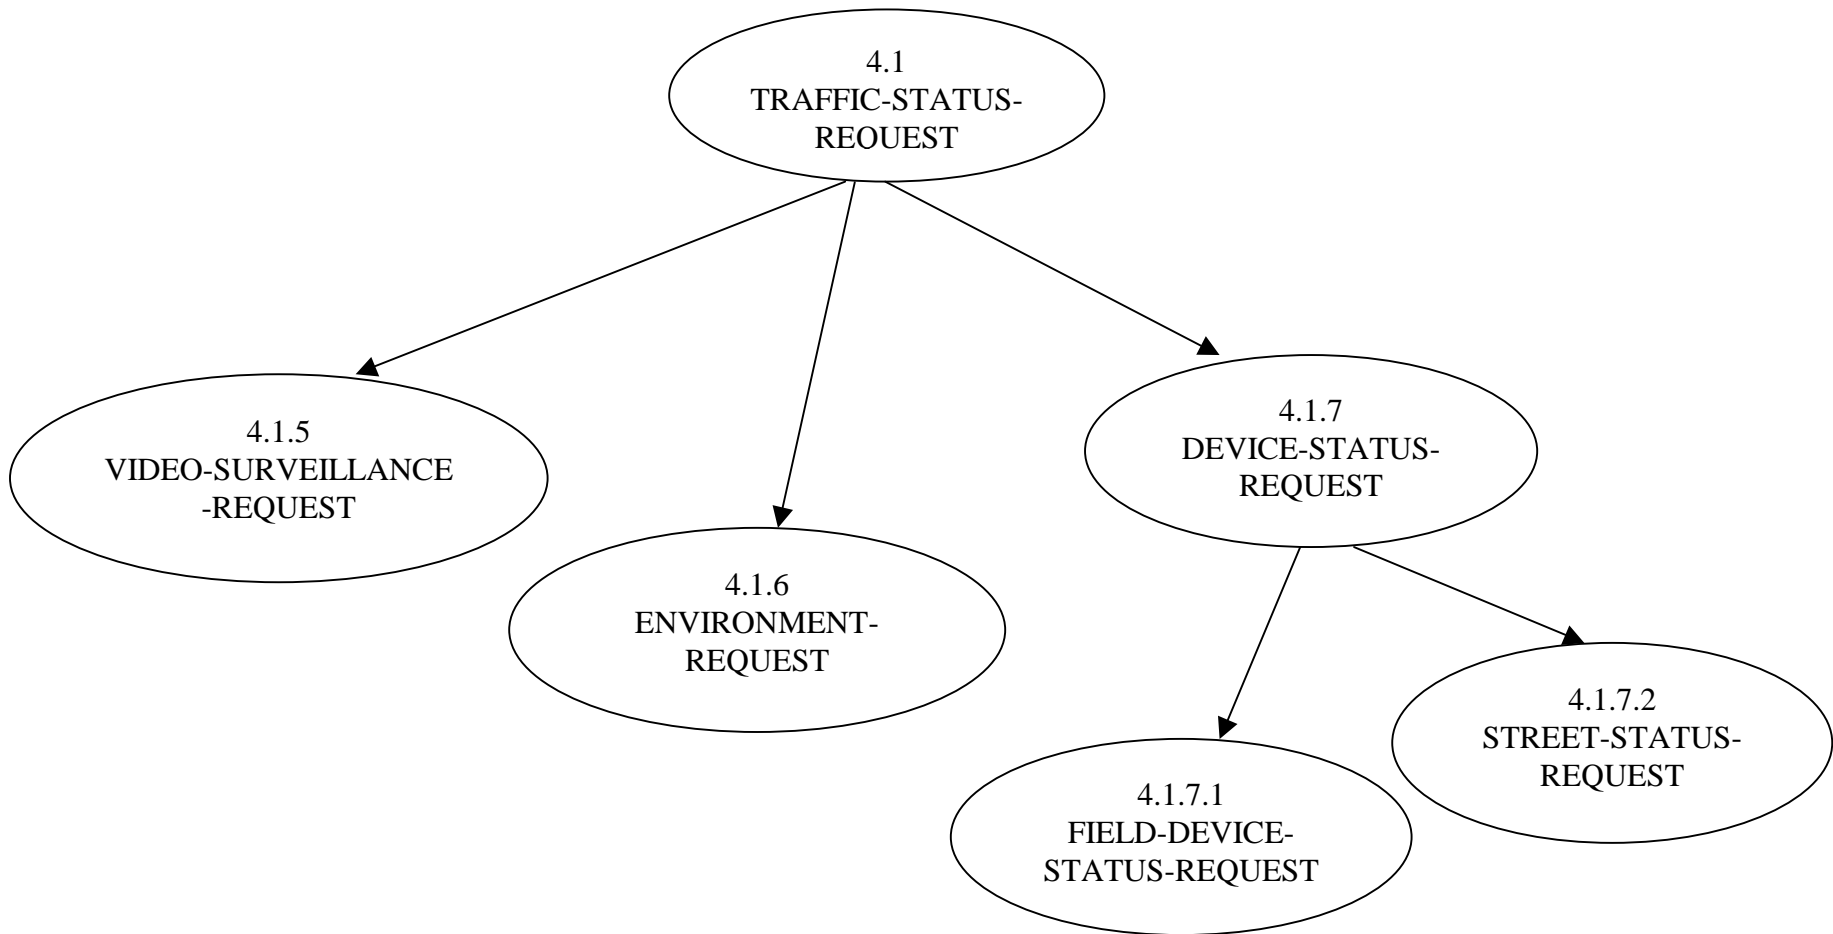 4.1
TRAFFIC-STATUS-
REQUEST
4.1.5
VIDEO-SURVEILLANCE
-REQUEST
4.1.6
ENVIRONMENT-
REQUEST
4.1.7
DEVICE-STATUS-
REQUEST
4.1.7.1
FIELD-DEVICE-
STATUS-REQUEST
4.1.7.2
STREET-STATUS-
REQUEST